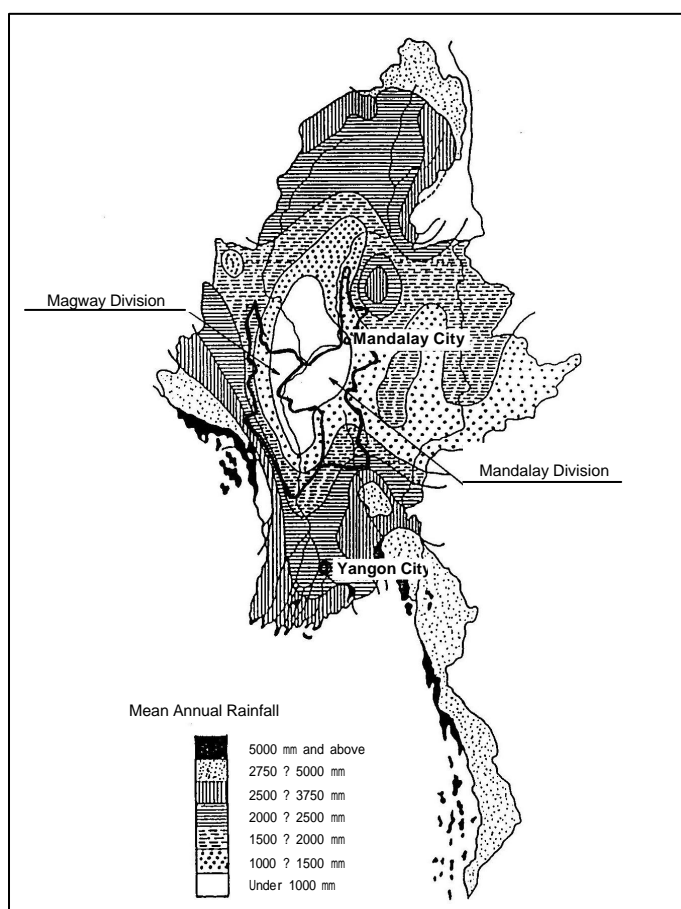 Magway Division
Mandalay City
Mandalay Division
Yangon City
Mean Annual Rainfall
5000 mm and above
2750 ? 5000 mm
2500 ? 3750 mm
2000 ? 2500 mm
1500 ? 2000 mm
1000 ? 1500 mm
Under 1000 mm